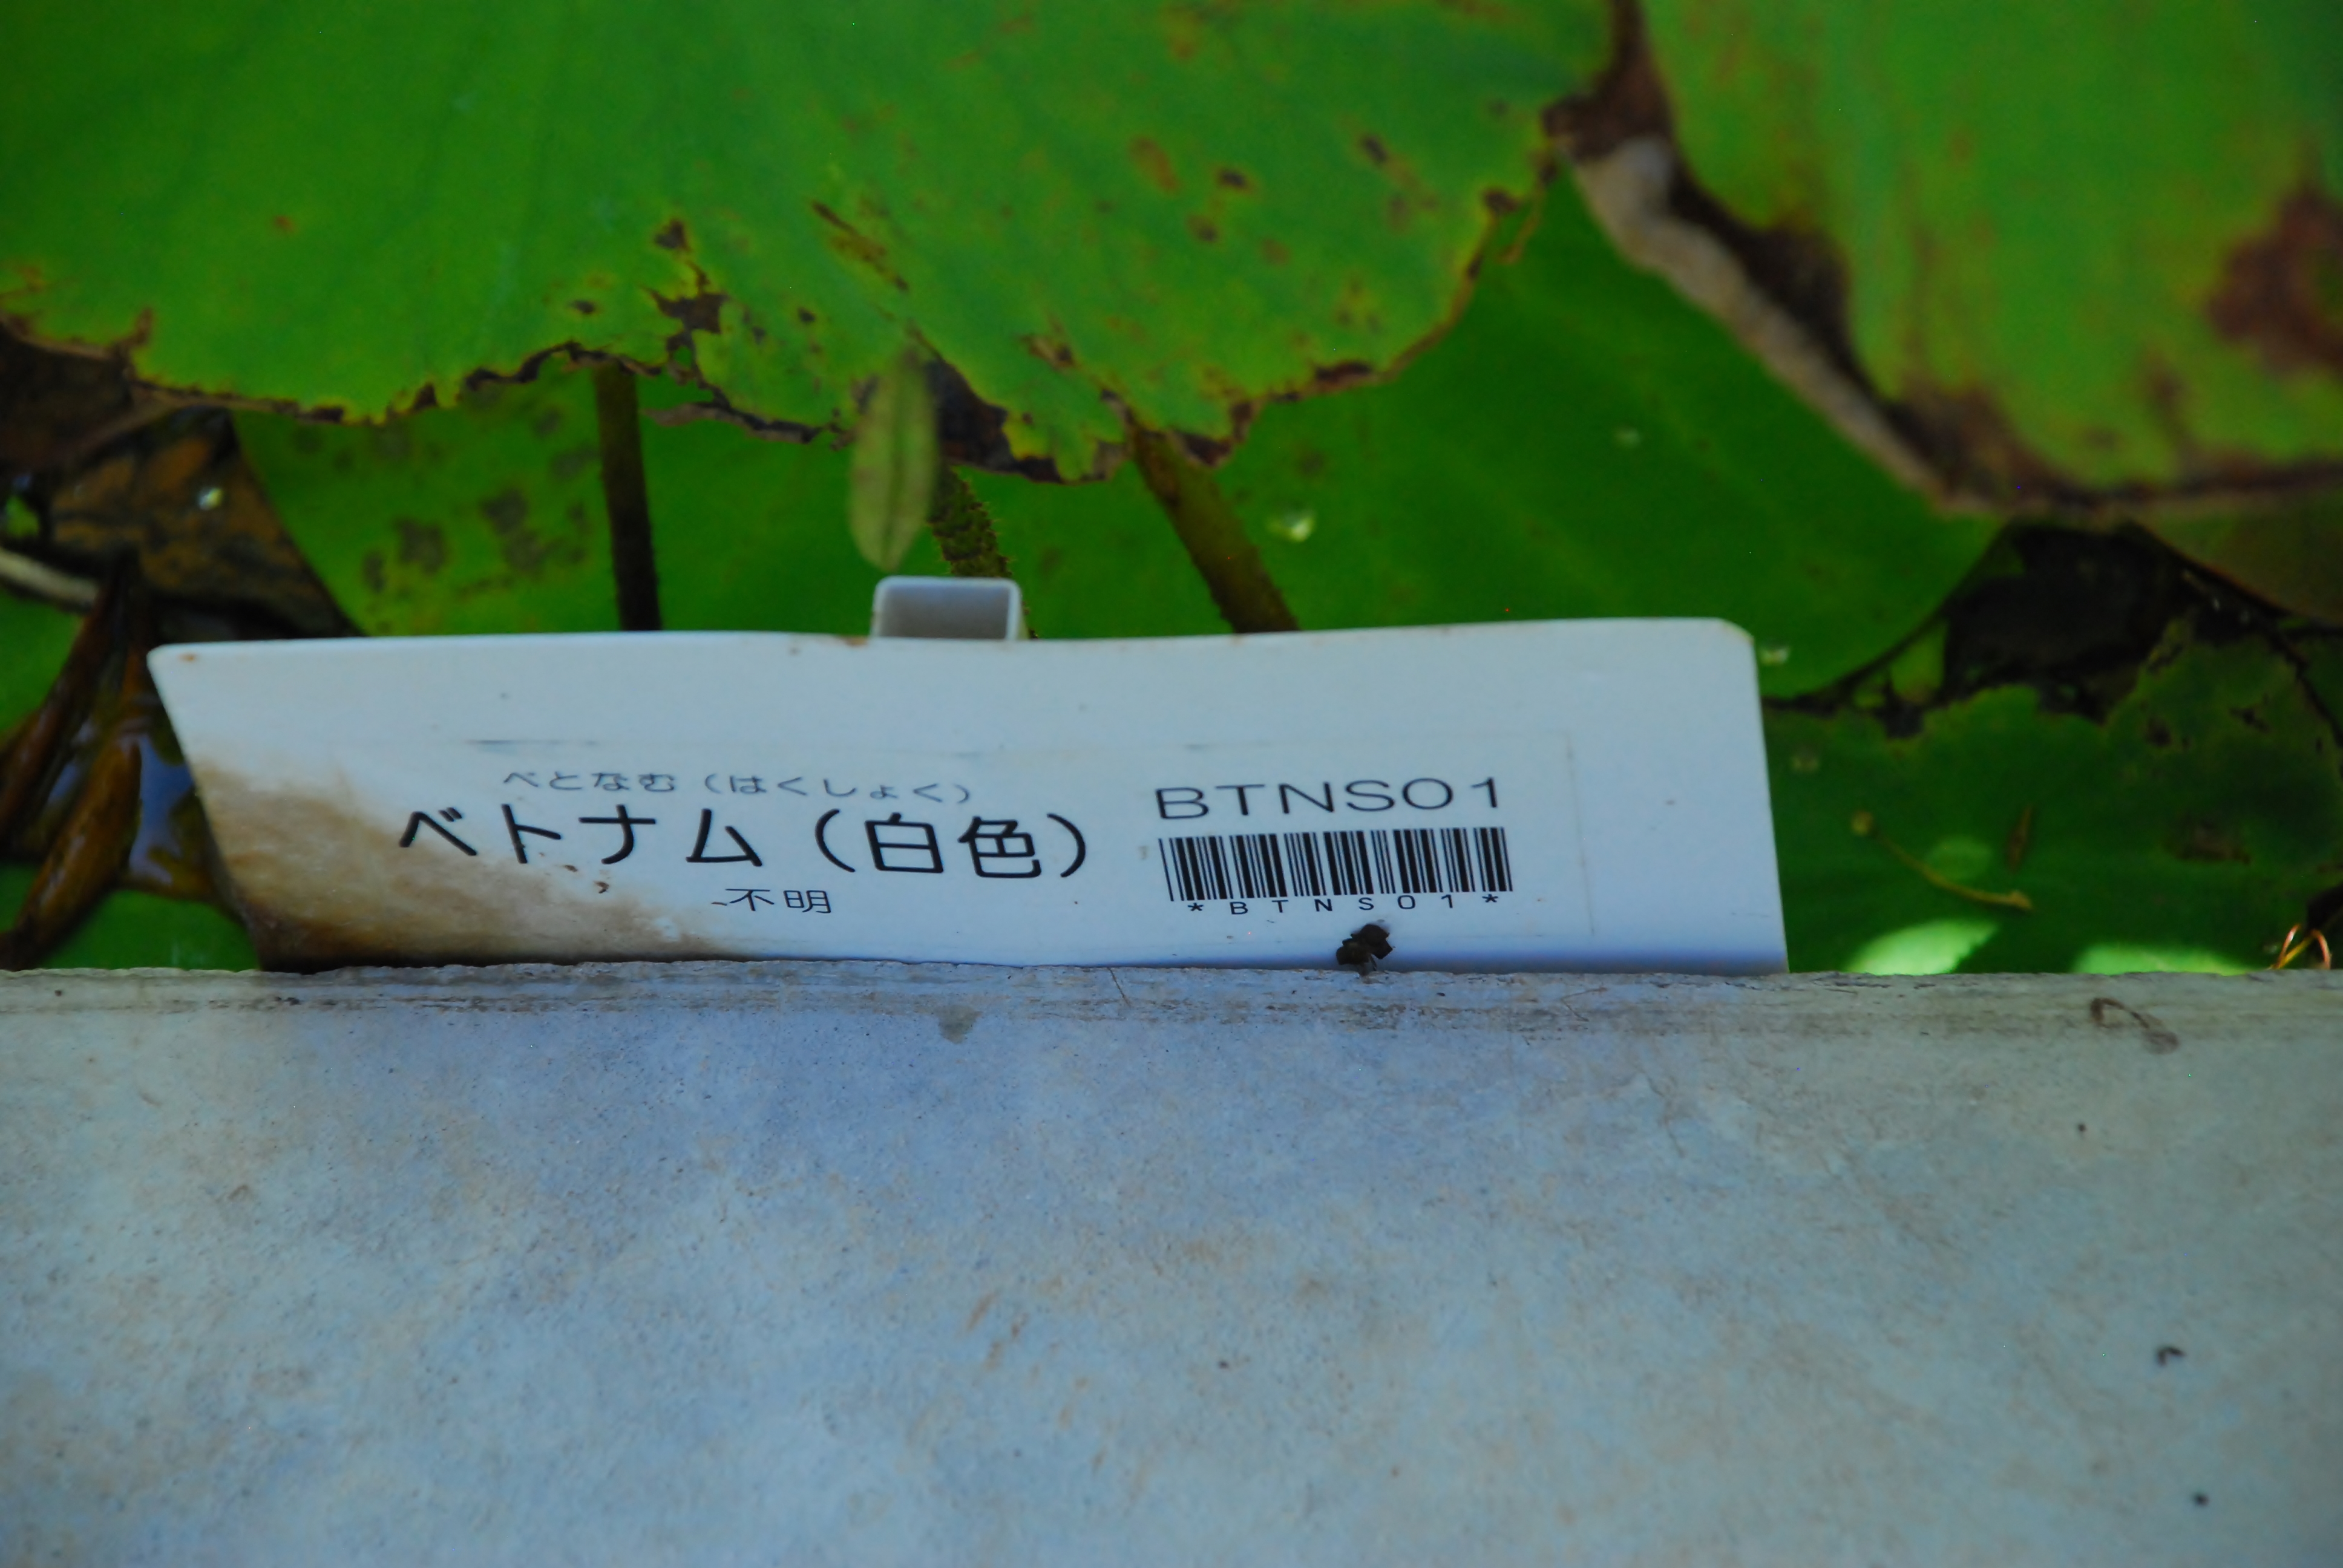 べとなむ（はくしょく）
ベトナム（白色）
不明
BTNS01
*BTNS01*